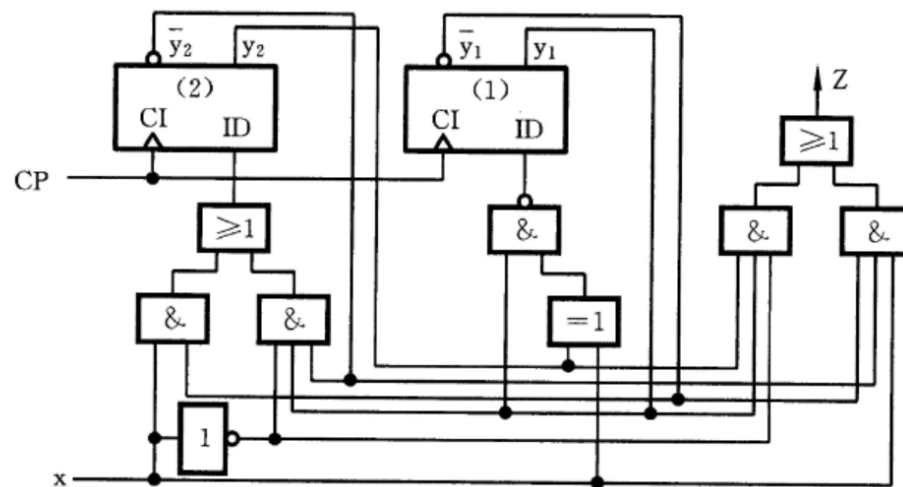 ȳ₂ y₂ ȳ₁ y₁ Z
(2) (1)
CI ID CI ID ≥1
CP
≥1 & & &
& & =1
1
x